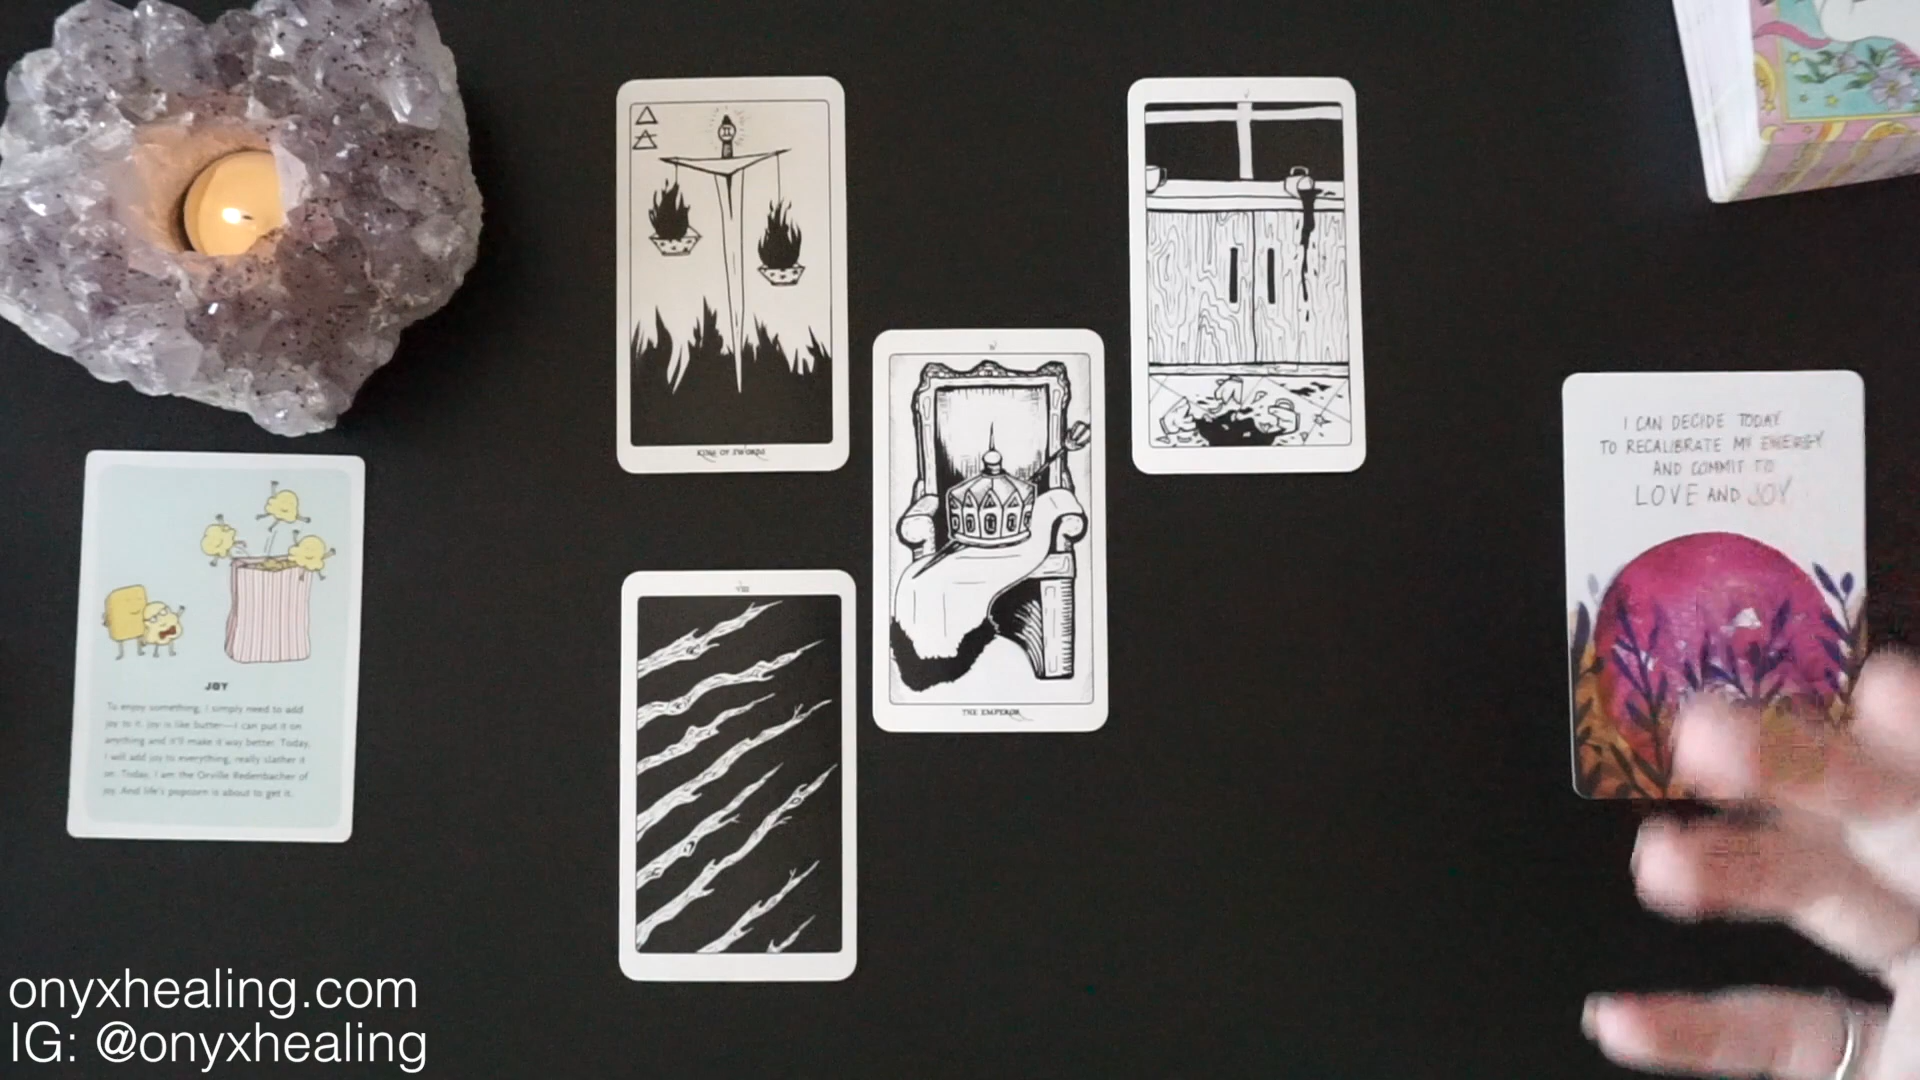 KING OF SWORDS
V
IV
THE EMPEROR
VIII
JOY
To enjoy something, I simply need to add
joy to it. Joy is like butter—I can put it on
anything and it'll make it way better. Today,
I will add joy to everything, really slather it
on. Today, I am the Orville Redenbacher of
joy. And life's popcorn is about to get it.
I CAN DECIDE TODAY
TO RECALIBRATE MY ENERGY
AND COMMIT TO
LOVE AND JOY
onyxhealing.com
IG: @onyxhealing